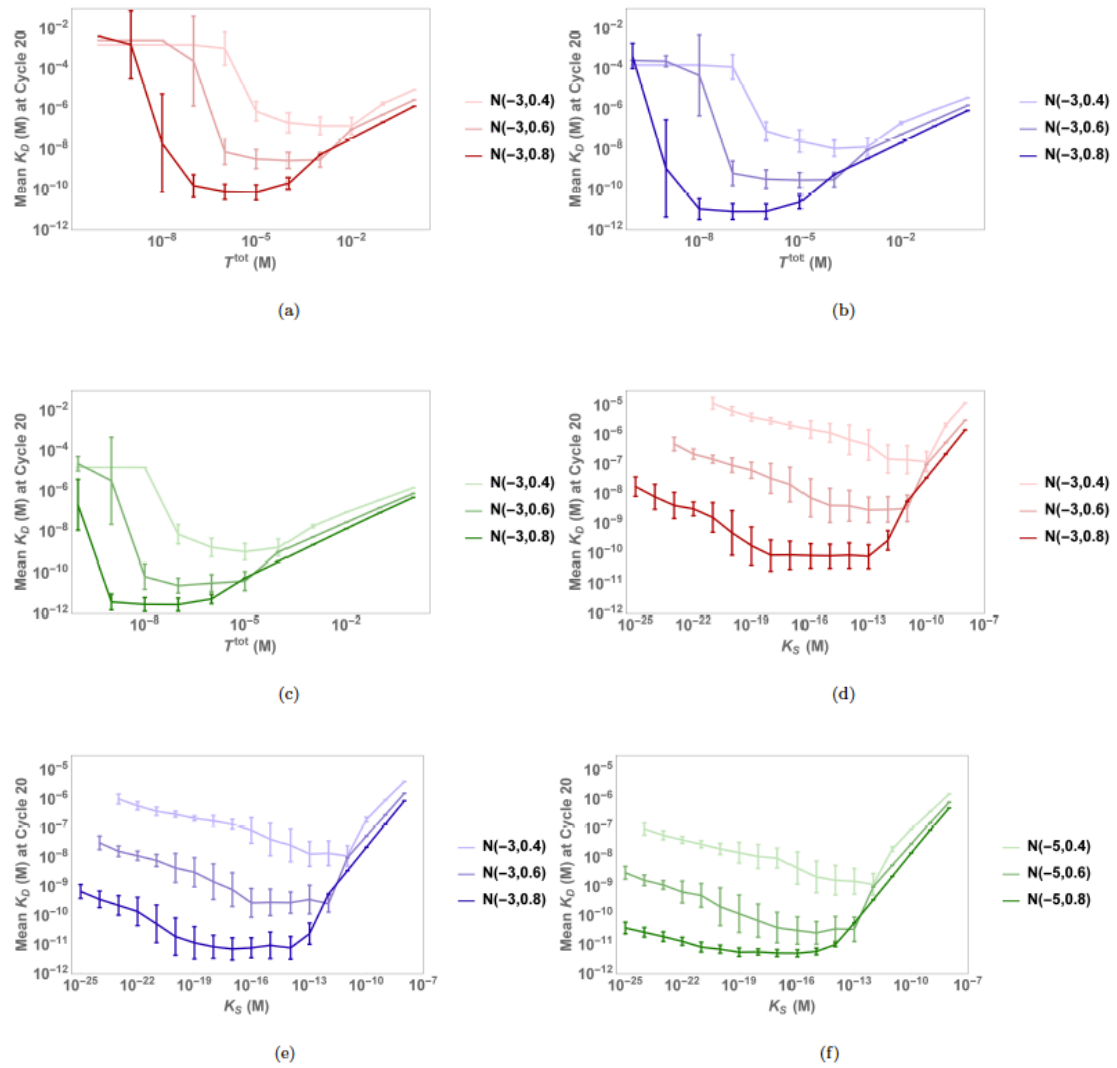 Mean K_D (M) at Cycle 20
10⁻²
10⁻⁴
10⁻⁶
10⁻⁸
10⁻¹⁰
10⁻¹²
10⁻⁸
10⁻⁵
10⁻²
T^tot (M)
N(−3,0.4)
N(−3,0.6)
N(−3,0.8)
(a)
Mean K_D (M) at Cycle 20
10⁻²
10⁻⁴
10⁻⁶
10⁻⁸
10⁻¹⁰
10⁻¹²
10⁻⁸
10⁻⁵
10⁻²
T^tot (M)
N(−3,0.4)
N(−3,0.6)
N(−3,0.8)
(b)
Mean K_D (M) at Cycle 20
10⁻²
10⁻⁴
10⁻⁶
10⁻⁸
10⁻¹⁰
10⁻¹²
10⁻⁸
10⁻⁵
10⁻²
T^tot (M)
N(−3,0.4)
N(−3,0.6)
N(−3,0.8)
(c)
Mean K_D (M) at Cycle 20
10⁻⁵
10⁻⁶
10⁻⁷
10⁻⁸
10⁻⁹
10⁻¹⁰
10⁻¹¹
10⁻¹²
10⁻²⁵
10⁻²²
10⁻¹⁹
10⁻¹⁶
10⁻¹³
10⁻¹⁰
10⁻⁷
K_S (M)
N(−3,0.4)
N(−3,0.6)
N(−3,0.8)
(d)
Mean K_D (M) at Cycle 20
10⁻⁵
10⁻⁶
10⁻⁷
10⁻⁸
10⁻⁹
10⁻¹⁰
10⁻¹¹
10⁻¹²
10⁻²⁵
10⁻²²
10⁻¹⁹
10⁻¹⁶
10⁻¹³
10⁻¹⁰
10⁻⁷
K_S (M)
N(−3,0.4)
N(−3,0.6)
N(−3,0.8)
(e)
Mean K_D (M) at Cycle 20
10⁻⁵
10⁻⁶
10⁻⁷
10⁻⁸
10⁻⁹
10⁻¹⁰
10⁻¹¹
10⁻¹²
10⁻²⁵
10⁻²²
10⁻¹⁹
10⁻¹⁶
10⁻¹³
10⁻¹⁰
10⁻⁷
K_S (M)
N(−5,0.4)
N(−5,0.6)
N(−5,0.8)
(f)